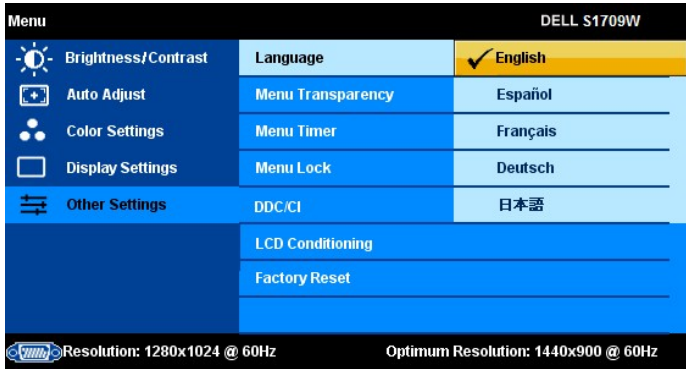 Menu DELL S1709W
Brightness/Contrast Language English
Auto Adjust Menu Transparency Español
Color Settings Menu Timer Français
Display Settings Menu Lock Deutsch
Other Settings DDC/CI 日本語
LCD Conditioning
Factory Reset
Resolution: 1280x1024 @ 60Hz Optimum Resolution: 1440x900 @ 60Hz